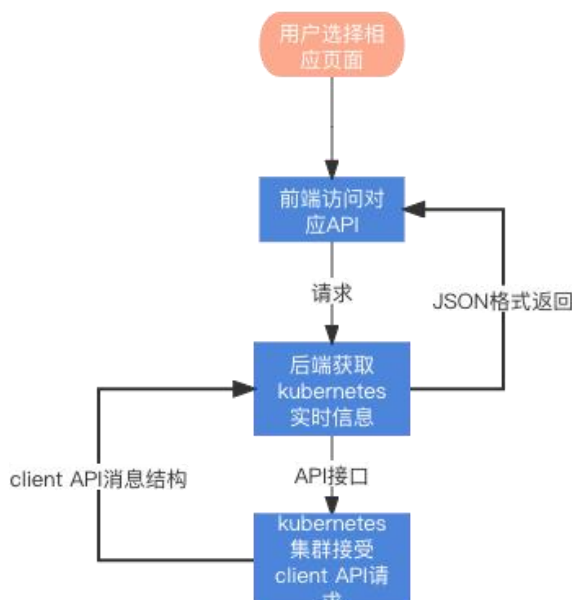 用户选择相
应页面
前端访问对
应API
请求
JSON格式返回
后端获取
kubernetes
实时信息
client API消息结构
API接口
kubernetes
集群接受
client API请
求